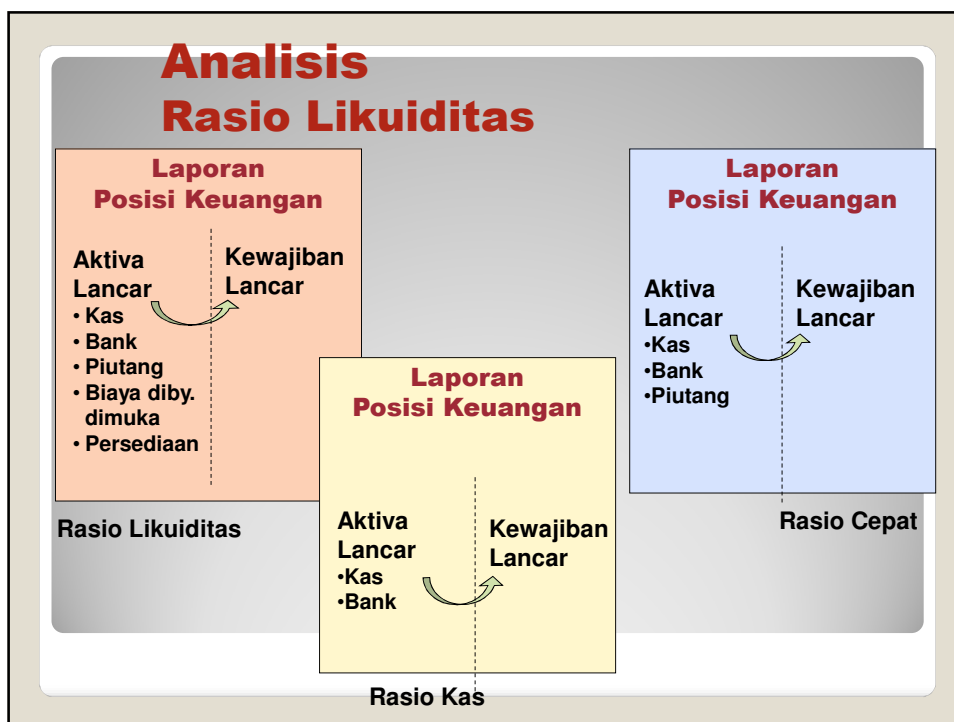 Analisis
Rasio Likuiditas
Laporan
Posisi Keuangan
Aktiva
Lancar
• Kas
• Bank
• Piutang
• Biaya diby.
dimuka
• Persediaan
Kewajiban
Lancar
Rasio Likuiditas
Laporan
Posisi Keuangan
Aktiva
Lancar
•Kas
•Bank
Kewajiban
Lancar
Rasio Kas
Laporan
Posisi Keuangan
Aktiva
Lancar
•Kas
•Bank
•Piutang
Kewajiban
Lancar
Rasio Cepat